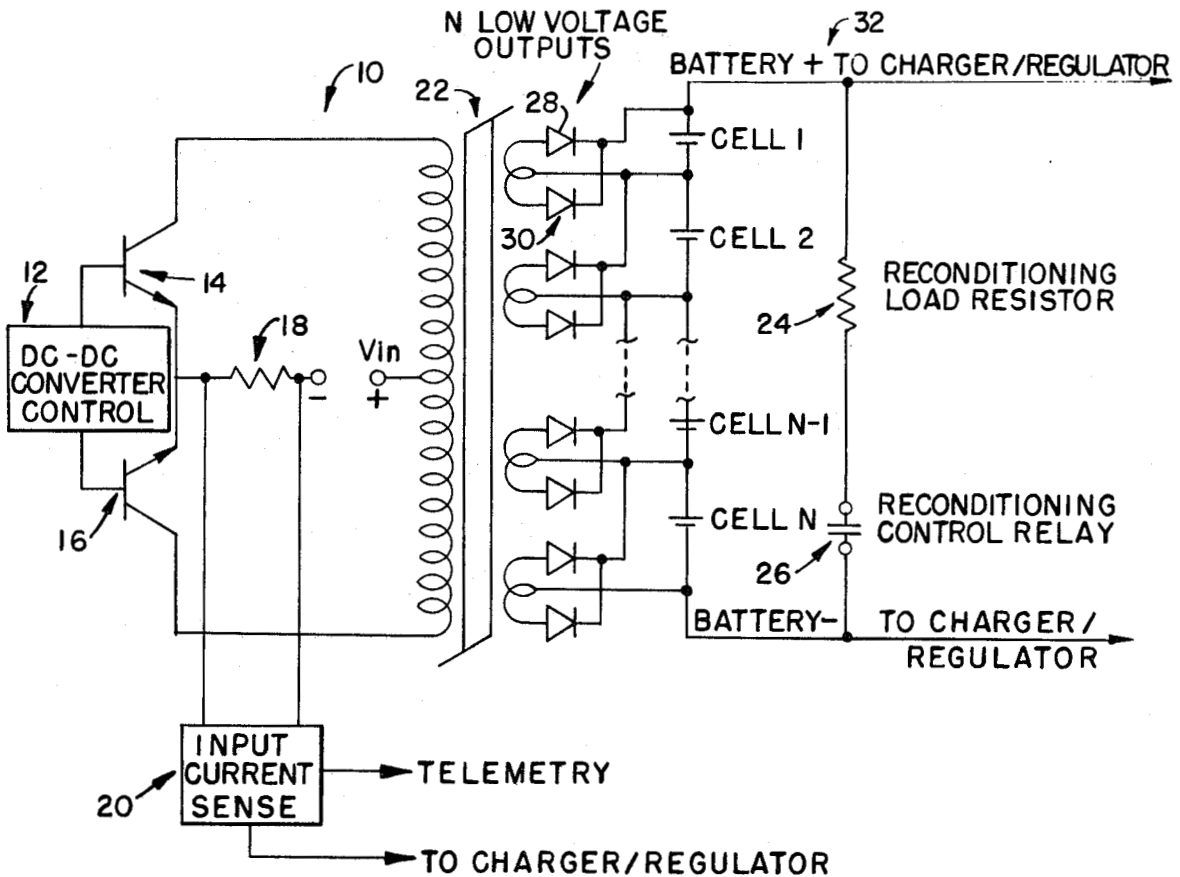 N LOW VOLTAGE
OUTPUTS
32
BATTERY + TO CHARGER/REGULATOR
10
22
28
CELL 1
30
CELL 2
12
14
18
DC-DC
CONVERTER
CONTROL
-
Vin
+
RECONDITIONING
LOAD RESISTOR
24
CELL N-1
16
CELL N
RECONDITIONING
CONTROL RELAY
26
BATTERY-
TO CHARGER/
REGULATOR
INPUT
CURRENT
SENSE
20
TELEMETRY
TO CHARGER/REGULATOR